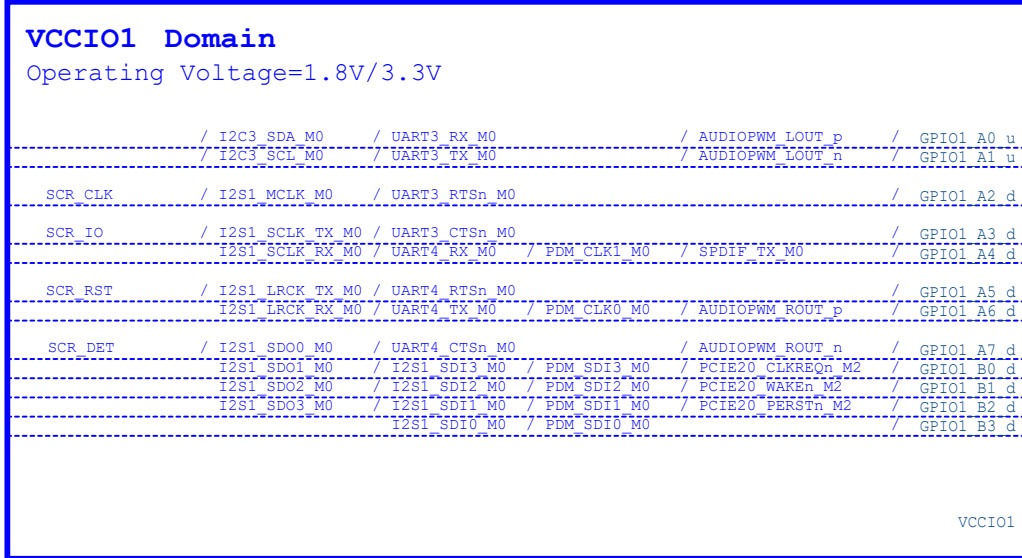 VCCIO1 Domain
Operating Voltage=1.8V/3.3V
/ I2C3_SDA_M0 / UART3_RX_M0 / AUDIOPWM_LOUT_p / GPIO1_A0_u
/ I2C3_SCL_M0 / UART3_TX_M0 / AUDIOPWM_LOUT_n / GPIO1_A1_u
SCR_CLK / I2S1_MCLK_M0 / UART3_RTSn_M0 / GPIO1_A2_d
SCR_IO / I2S1_SCLK_TX_M0 / UART3_CTSn_M0 / GPIO1_A3_d
I2S1_SCLK_RX_M0 / UART4_RX_M0 / PDM_CLK1_M0 / SPDIF_TX_M0 / GPIO1_A4_d
SCR_RST / I2S1_LRCK_TX_M0 / UART4_RTSn_M0 / GPIO1_A5_d
I2S1_LRCK_RX_M0 / UART4_TX_M0 / PDM_CLK0_M0 / AUDIOPWM_ROUT_p / GPIO1_A6_d
SCR_DET / I2S1_SDO0_M0 / UART4_CTSn_M0 / AUDIOPWM_ROUT_n / GPIO1_A7_d
I2S1_SDO1_M0 / I2S1_SDI3_M0 / PDM_SDI3_M0 / PCIE20_CLKREQn_M2 / GPIO1_B0_d
I2S1_SDO2_M0 / I2S1_SDI2_M0 / PDM_SDI2_M0 / PCIE20_WAKEn_M2 / GPIO1_B1_d
I2S1_SDO3_M0 / I2S1_SDI1_M0 / PDM_SDI1_M0 / PCIE20_PERSTn_M2 / GPIO1_B2_d
I2S1_SDI0_M0 / PDM_SDI0_M0 / GPIO1_B3_d
VCCIO1